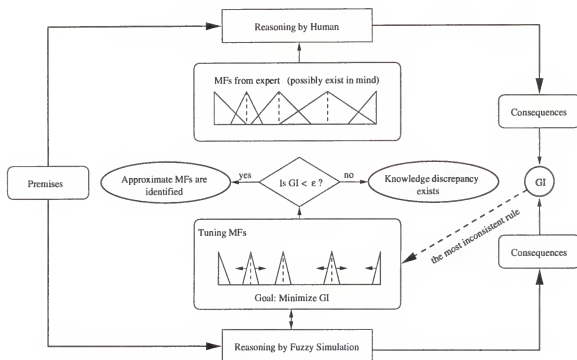 Reasoning by Human
MFs from expert (possibly exist in mind)
Consequences
Premises
Approximate MFs are
identified
yes
Is GI < ε ?
no
Knowledge discrepancy
exists
GI
the most inconsistent rule
Tuning MFs
Goal: Minimize GI
Consequences
Reasoning by Fuzzy Simulation